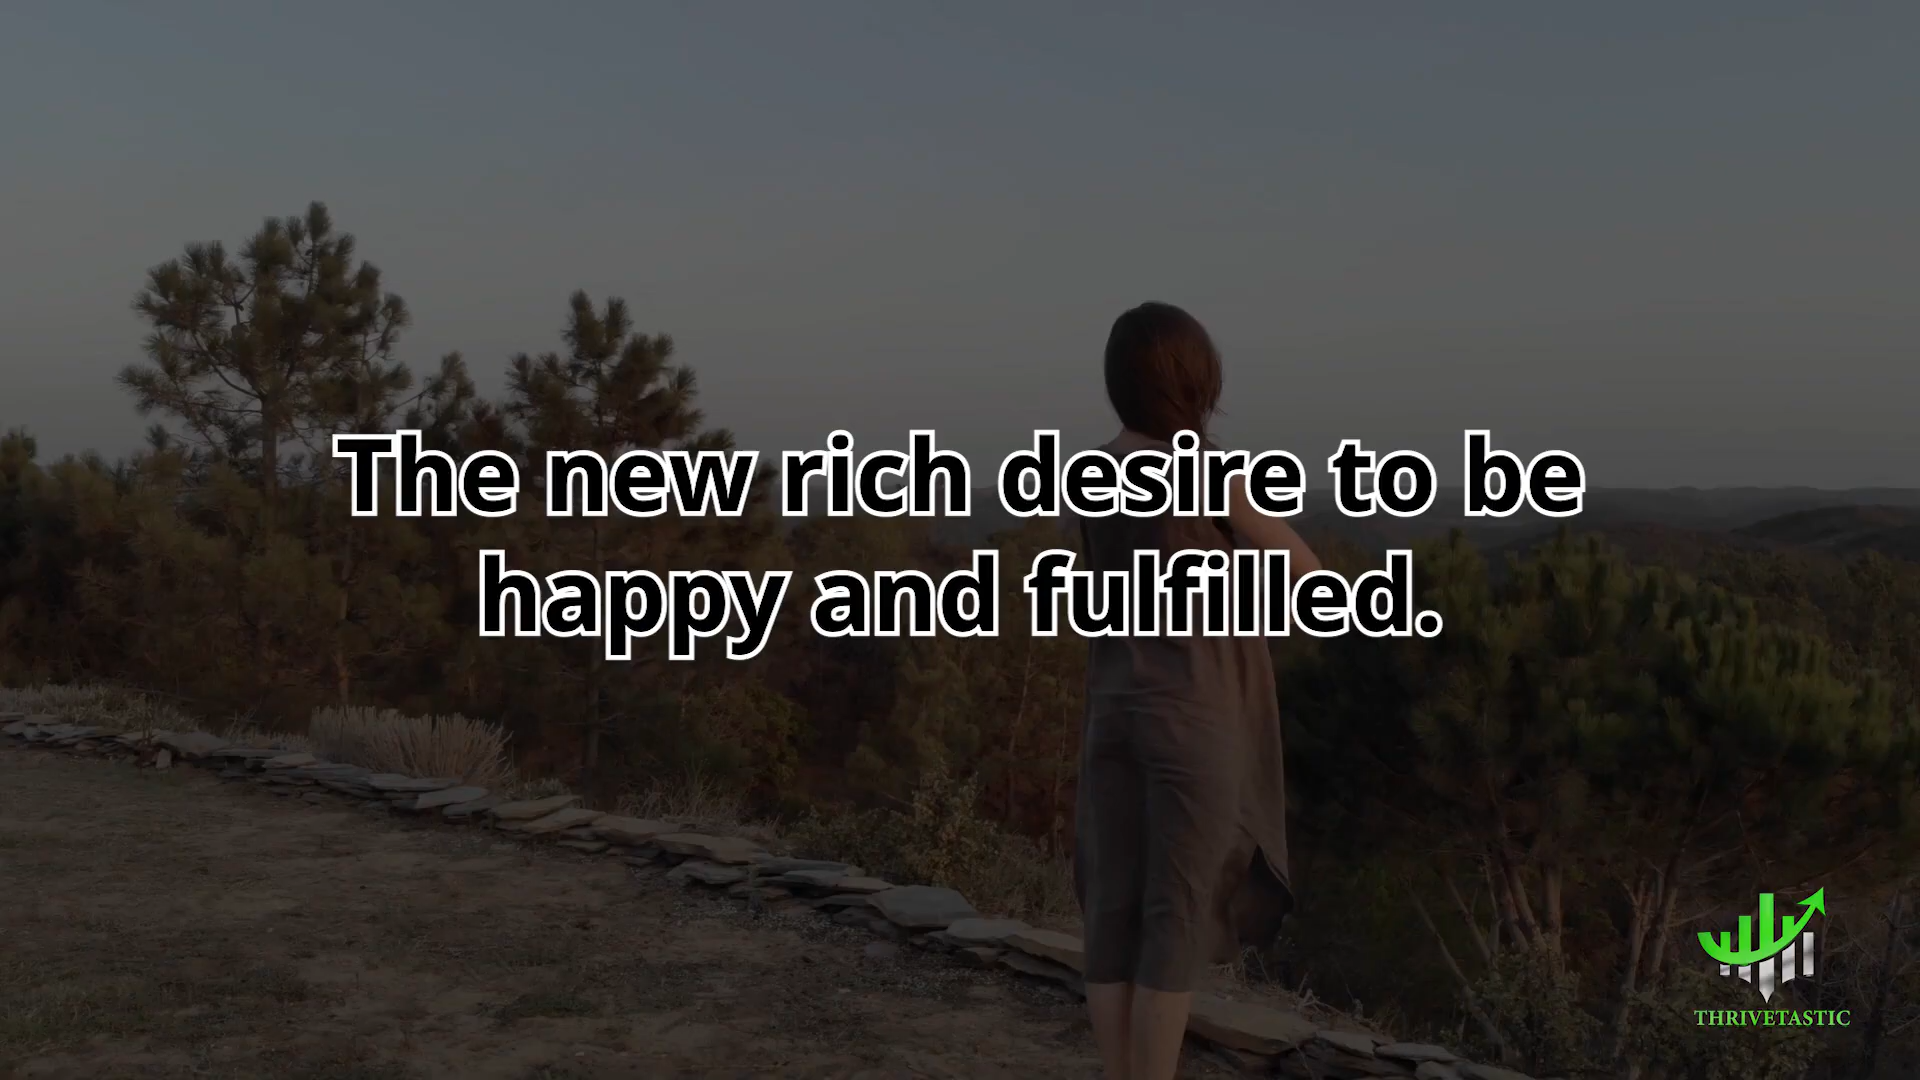 The new rich desire to be
happy and fulfilled.
THRIVETASTIC